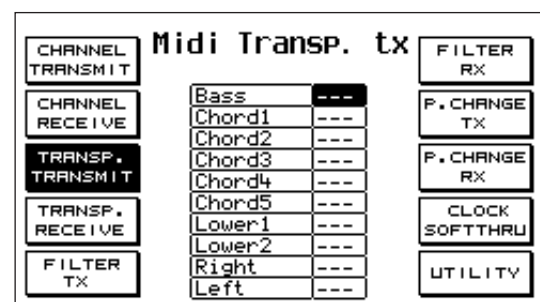 Midi Transp. tx
CHANNEL
TRANSMIT
CHANNEL
RECEIVE
TRANSP.
TRANSMIT
TRANSP.
RECEIVE
FILTER
TX
Bass ---
Chord1 ---
Chord2 ---
Chord3 ---
Chord4 ---
Chord5 ---
Lower1 ---
Lower2 ---
Right ---
Left ---
FILTER
RX
P.CHANGE
TX
P.CHANGE
RX
CLOCK
SOFTTHRU
UTILITY